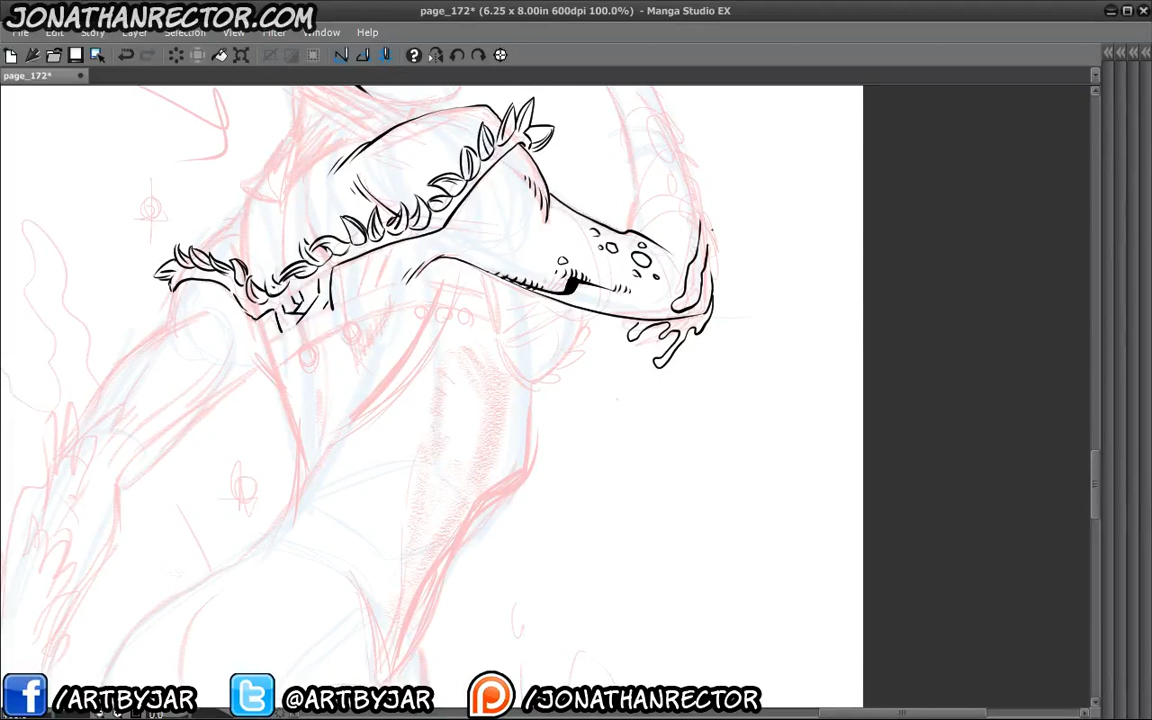 JONATHANRECTOR.COM
page_172* (6.25 x 8.00in 600dpi 100.0%) - Manga Studio EX
File Edit Story Layer Selection View Filter Window Help
page_172*
/ARTBYJAR @ARTBYJAR /JONATHANRECTOR